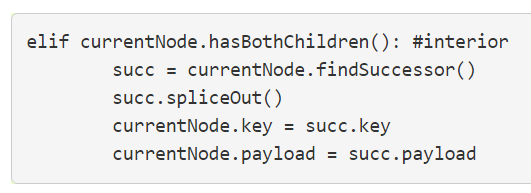 elif currentNode.hasBothChildren(): #interior
        succ = currentNode.findSuccessor()
        succ.spliceOut()
        currentNode.key = succ.key
        currentNode.payload = succ.payload